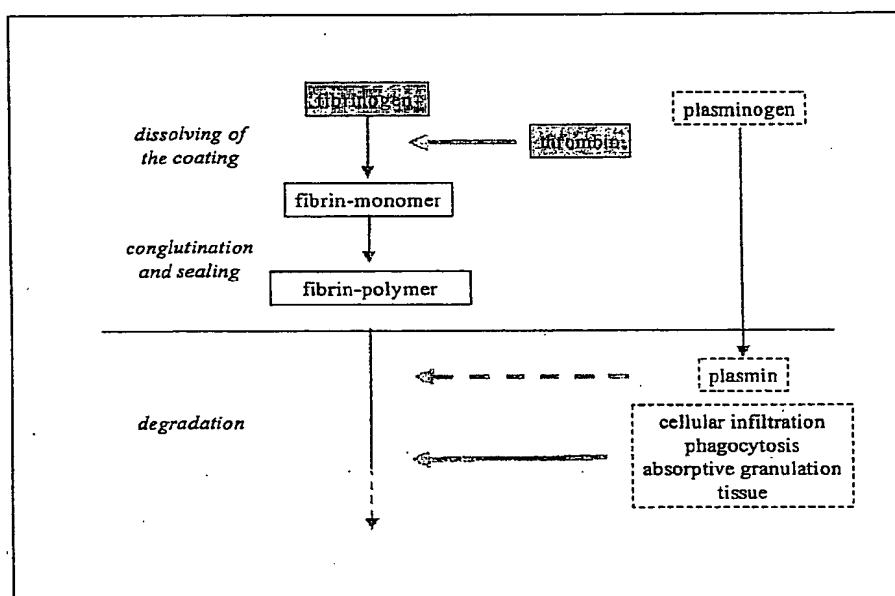 fibrinogen
plasminogen
dissolving of
the coating
thrombin
fibrin-monomer
conglutination
and sealing
fibrin-polymer
plasmin
degradation
cellular infiltration
phagocytosis
absorptive granulation
tissue